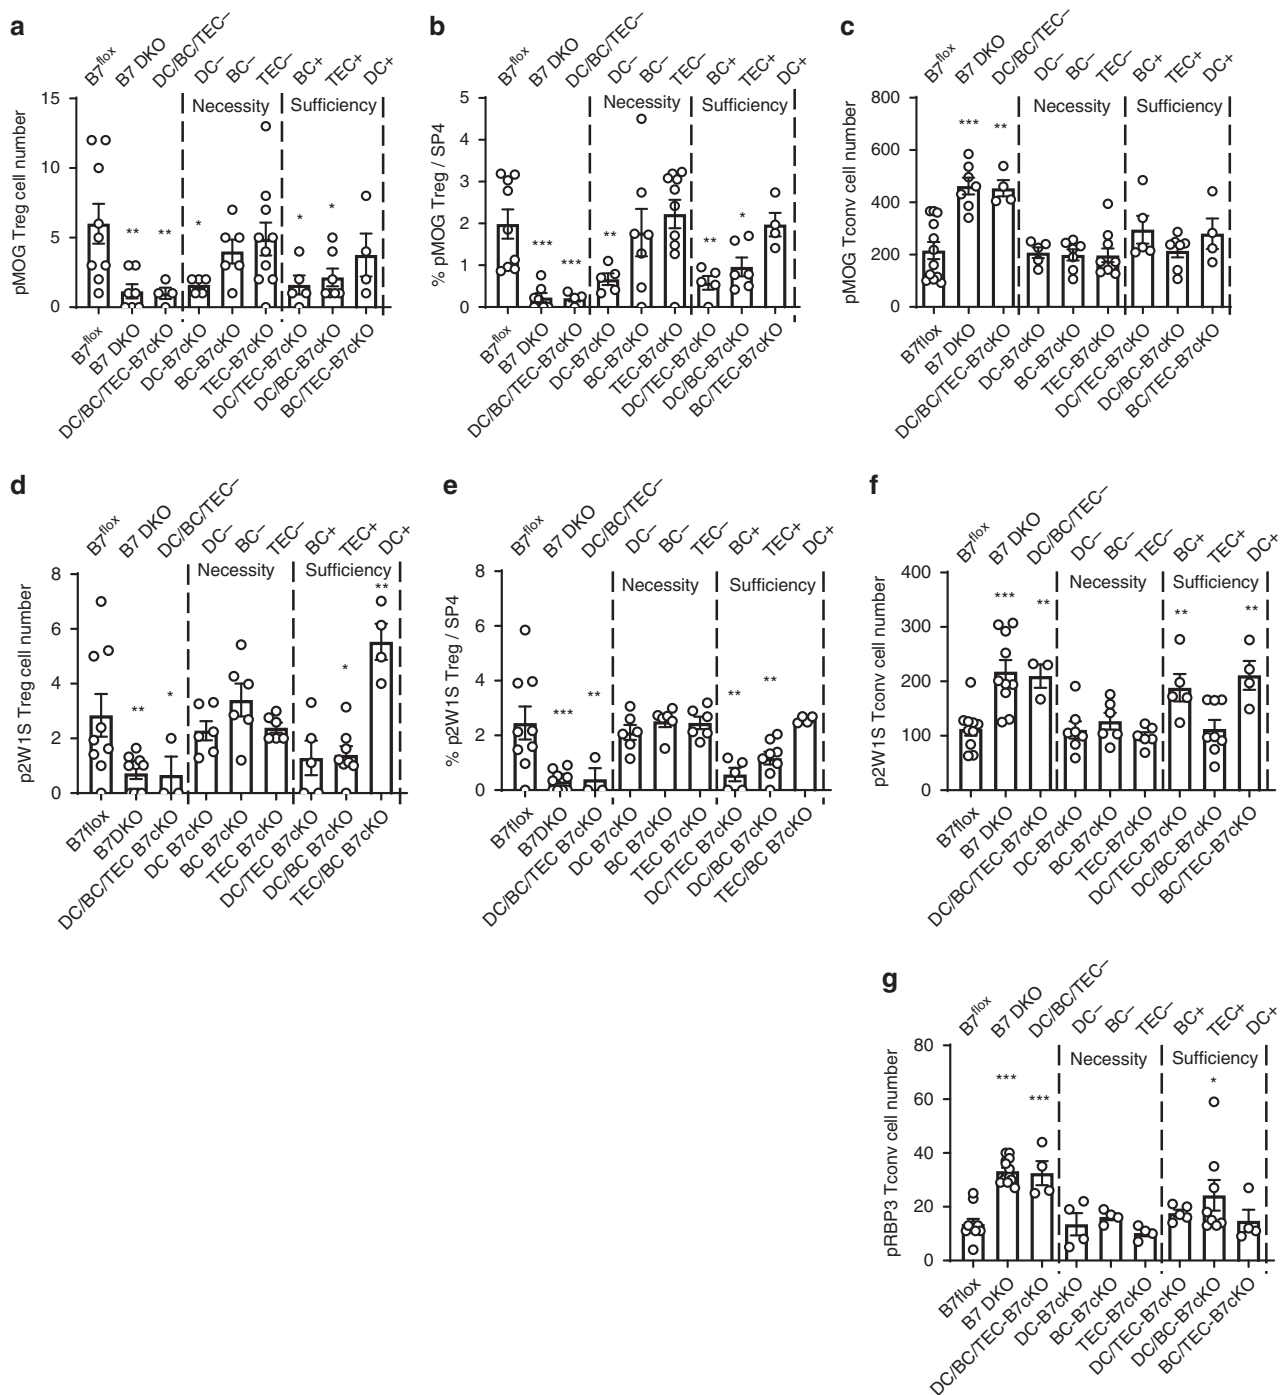 a
B7flox
B7 DKO
DC/BC/TEC–
DC–
BC–
TEC–
BC+
TEC+
DC+
Necessity
Sufficiency
pMOG Treg cell number
15
10
5
0
**
**
*
*
*
B7flox
B7 DKO
DC/BC/TEC-B7cKO
DC-B7cKO
BC-B7cKO
TEC-B7cKO
DC/TEC-B7cKO
DC/BC-B7cKO
BC/TEC-B7cKO
b
B7flox
B7 DKO
DC/BC/TEC–
DC–
BC–
TEC–
BC+
TEC+
DC+
Necessity
Sufficiency
% pMOG Treg / SP4
5
4
3
2
1
0
***
***
**
**
*
B7flox
B7 DKO
DC/BC/TEC-B7cKO
DC-B7cKO
BC-B7cKO
TEC-B7cKO
DC/TEC-B7cKO
DC/BC-B7cKO
BC/TEC-B7cKO
c
B7flox
B7 DKO
DC/BC/TEC–
DC–
BC–
TEC–
BC+
TEC+
DC+
Necessity
Sufficiency
pMOG Tconv cell number
800
600
400
200
0
***
**
B7flox
B7 DKO
DC/BC/TEC-B7cKO
DC-B7cKO
BC-B7cKO
TEC-B7cKO
DC/TEC-B7cKO
DC/BC-B7cKO
BC/TEC-B7cKO
d
B7flox
B7 DKO
DC/BC/TEC–
DC–
BC–
TEC–
BC+
TEC+
DC+
Necessity
Sufficiency
p2W1S Treg cell number
8
6
4
2
0
**
*
*
**
B7flox
B7DKO
DC/BC/TEC B7cKO
DC B7cKO
BC B7cKO
TEC B7cKO
DC/TEC B7cKO
DC/BC B7cKO
TEC/BC B7cKO
e
B7flox
B7 DKO
DC/BC/TEC–
DC–
BC–
TEC–
BC+
TEC+
DC+
Necessity
Sufficiency
% p2W1S Treg / SP4
8
6
4
2
0
***
**
**
**
B7flox
B7DKO
DC/BC/TEC B7cKO
DC B7cKO
BC B7cKO
TEC B7cKO
DC/TEC B7cKO
DC/BC B7cKO
TEC/BC B7cKO
f
B7flox
B7 DKO
DC/BC/TEC–
DC–
BC–
TEC–
BC+
TEC+
DC+
Necessity
Sufficiency
p2W1S Tconv cell number
400
300
200
100
0
***
**
**
**
B7flox
B7 DKO
DC/BC/TEC-B7cKO
DC-B7cKO
BC-B7cKO
TEC-B7cKO
DC/TEC-B7cKO
DC/BC-B7cKO
BC/TEC-B7cKO
g
B7flox
B7 DKO
DC/BC/TEC–
DC–
BC–
TEC–
BC+
TEC+
DC+
Necessity
Sufficiency
pRBP3 Tconv cell number
80
60
40
20
0
***
***
*
B7flox
B7 DKO
DC/BC/TEC-B7cKO
DC-B7cKO
BC-B7cKO
TEC-B7cKO
DC/TEC-B7cKO
DC/BC-B7cKO
BC/TEC-B7cKO